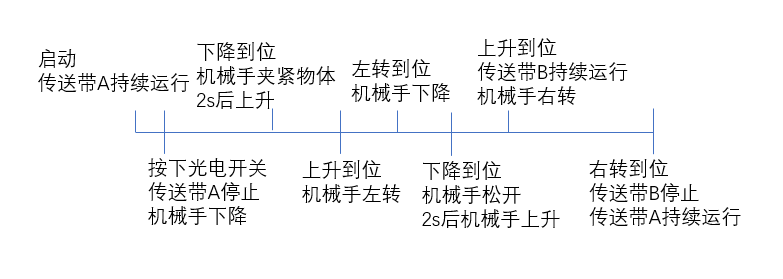 启动
传送带A持续运行
按下光电开关
传送带A停止
机械手下降
下降到位
机械手夹紧物体
2s后上升
上升到位
机械手左转
左转到位
机械手下降
下降到位
机械手松开
2s后机械手上升
上升到位
传送带B持续运行
机械手右转
右转到位
传送带B停止
传送带A持续运行